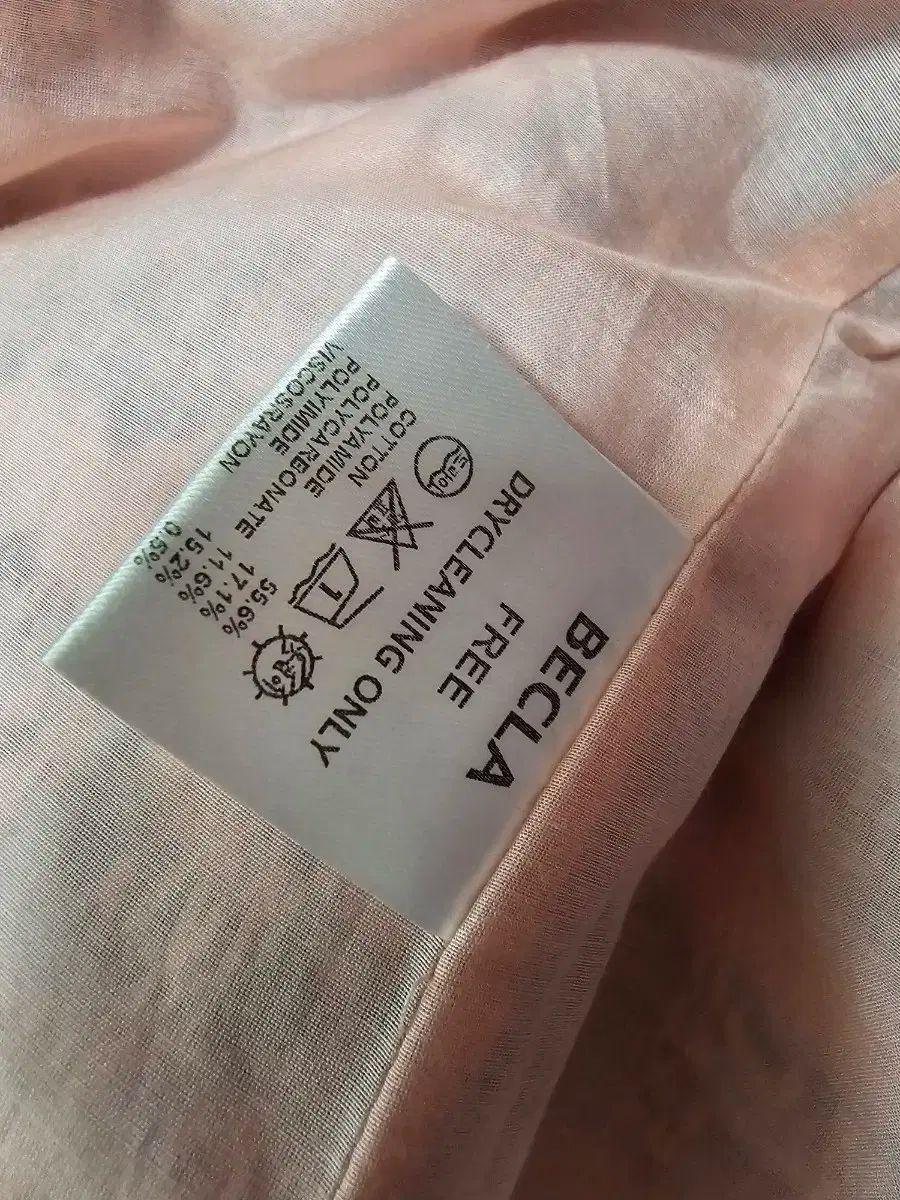 BECLA
FREE
DRYCLEANING ONLY
COTTON 55.6%
POLYAMIDE 17.1%
POLYCARBONATE 11.6%
POLYIMIDE 15.2%
VISCOSRAYON 0.5%